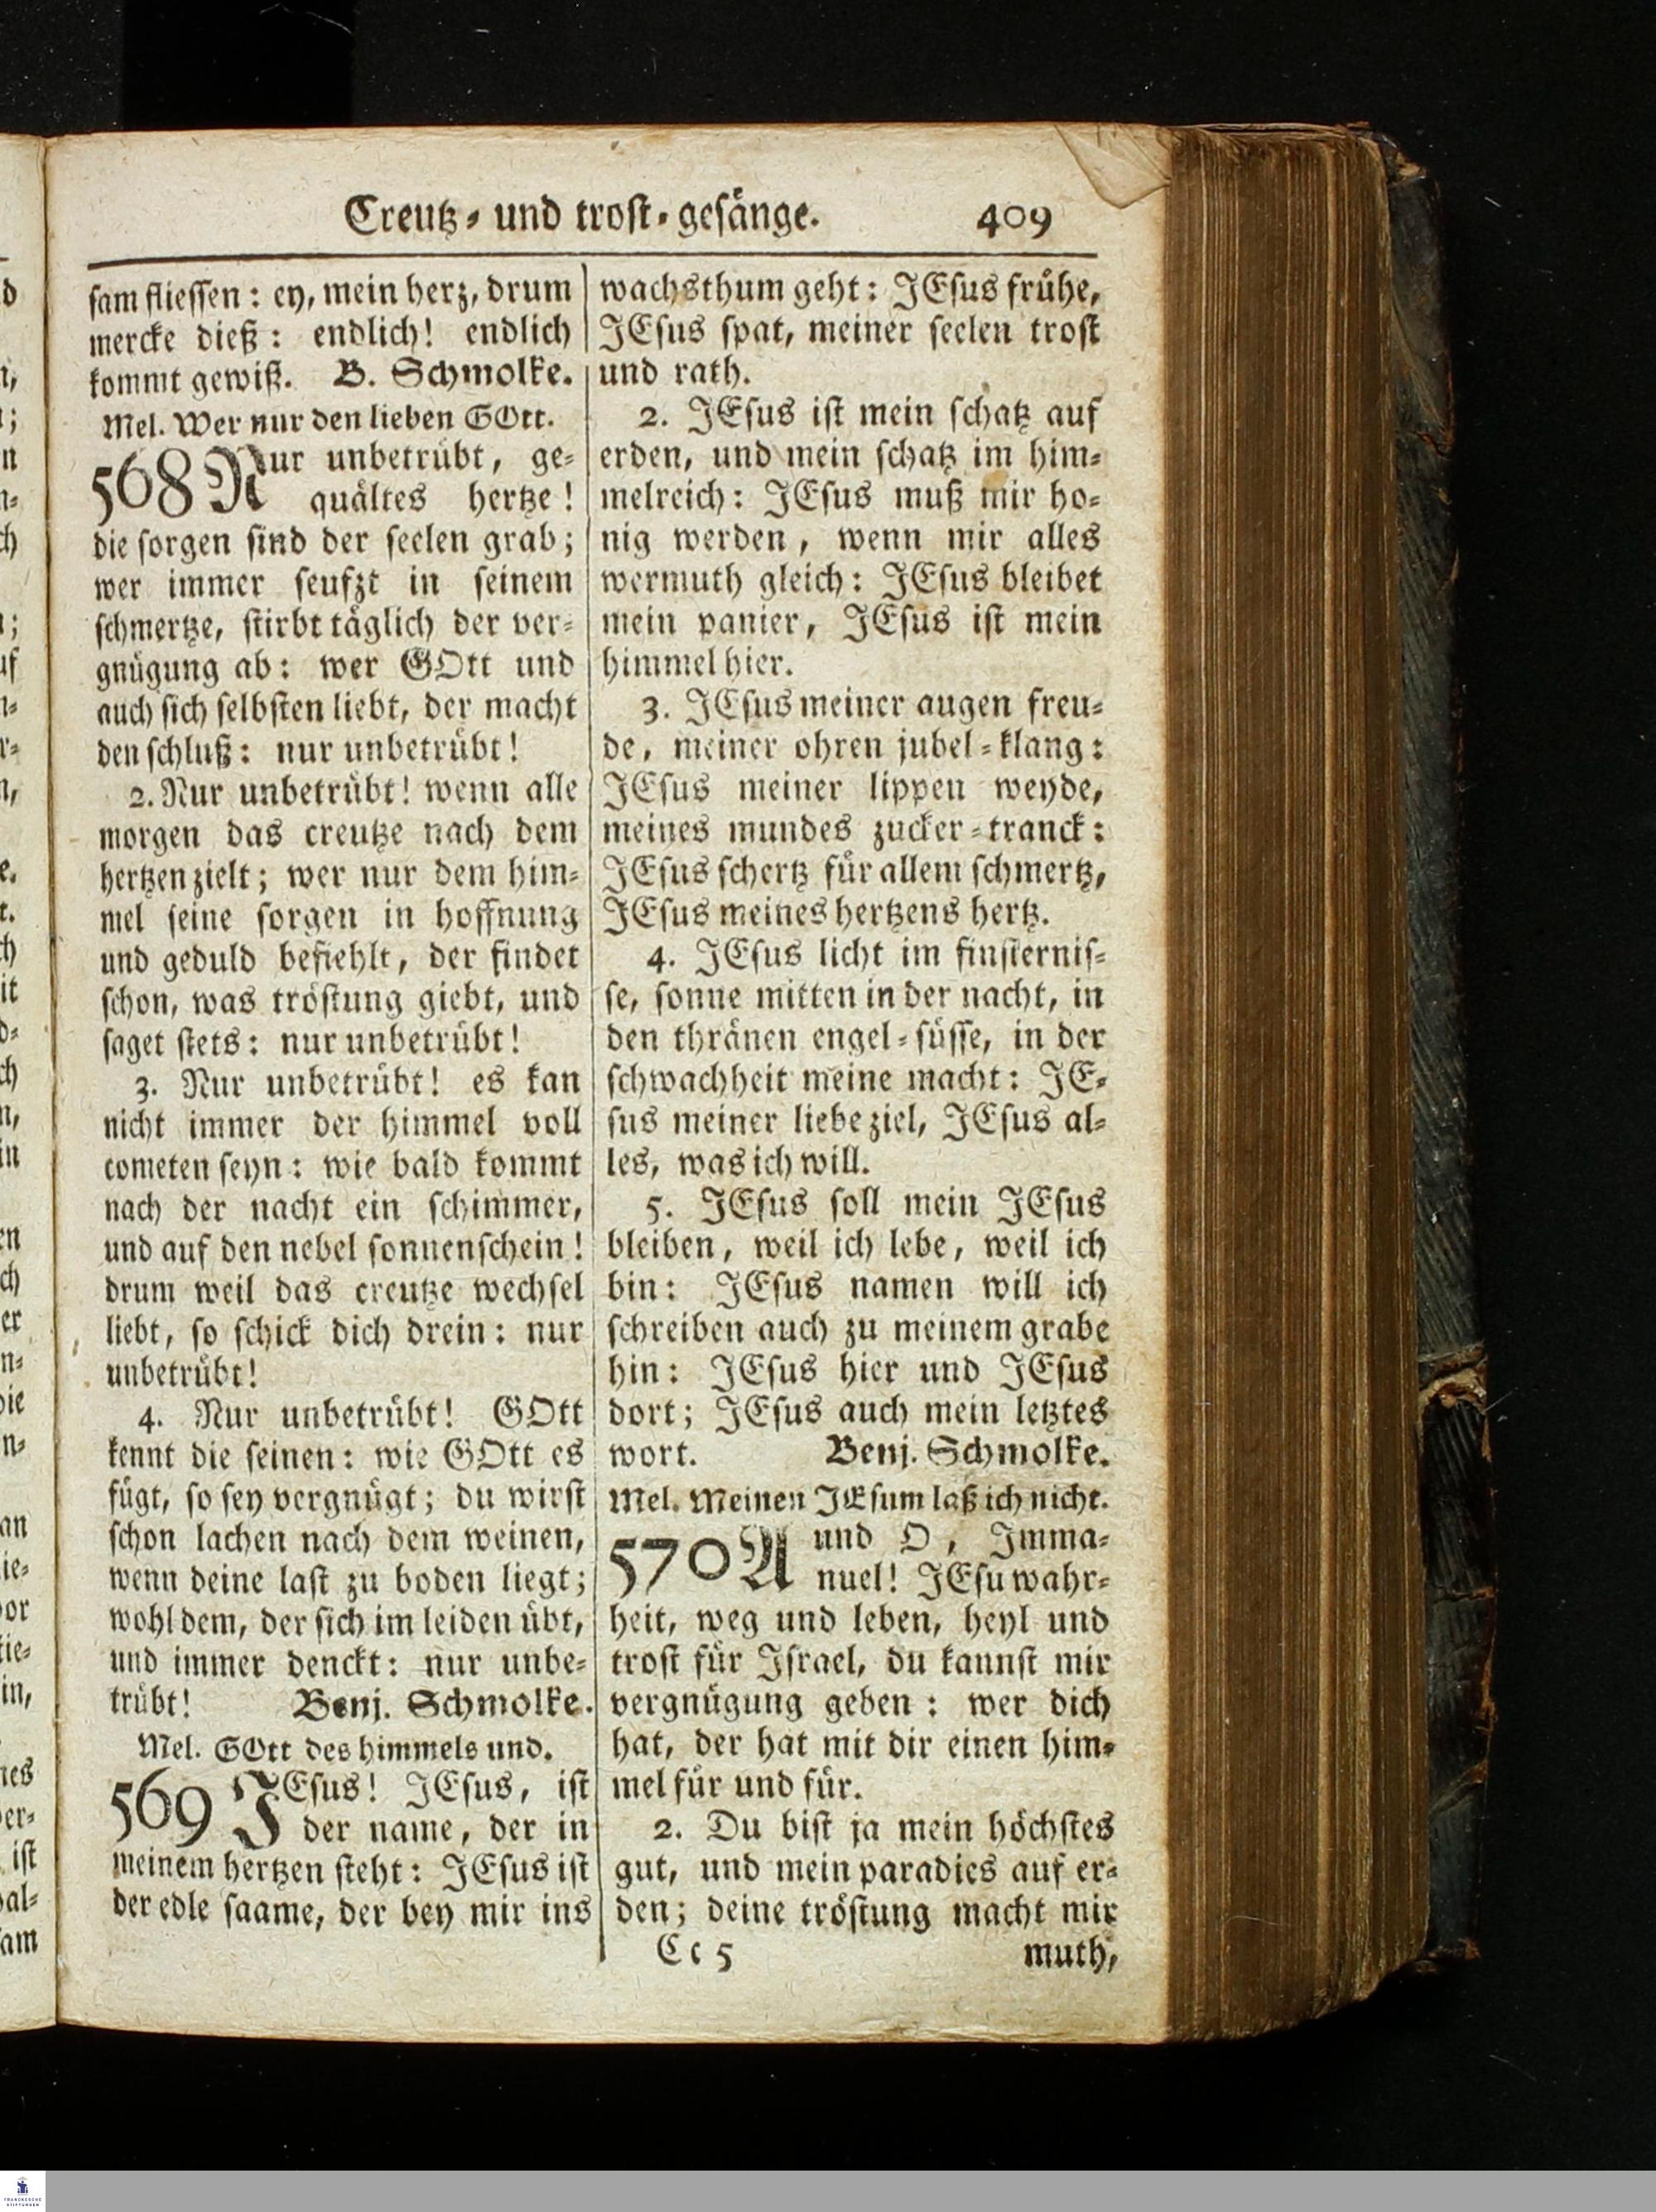 Creutz- und trost-gesänge. 409
sam fliessen: ey, mein herz, drum
mercke dieß: endlich! endlich
kommt gewiß. B. Schmolke.
Mel. Wer nur den lieben GOtt.
568 Nur unbetrübt, ge-
quältes hertze!
die sorgen sind der seelen grab;
wer immer seufzt in seinem
schmertze, stirbt täglich der ver-
gnügung ab: wer GOtt und
auch sich selbsten liebt, der macht
den schluß: nur unbetrübt!
2. Nur unbetrübt! wenn alle
morgen das creutze nach dem
hertzen zielt; wer nur dem him-
mel seine sorgen in hoffnung
und geduld befiehlt, der findet
schon, was tröstung giebt, und
saget stets: nur unbetrübt!
3. Nur unbetrübt! es kan
nicht immer der himmel voll
cometen seyn: wie bald kommt
nach der nacht ein schimmer,
und auf den nebel sonnenschein!
drum weil das creutze wechsel
liebt, so schick dich drein: nur
unbetrübt!
4. Nur unbetrübt! GOtt
kennt die seinen: wie GOtt es
fügt, so sey vergnügt; du wirst
schon lachen nach dem weinen,
wenn deine last zu boden liegt;
wohl dem, der sich im leiden übt,
und immer denckt: nur unbe-
trübt! Benj. Schmolke.
Mel. GOtt des himmels und.
569 JEsus! JEsus, ist
der name, der in
meinem hertzen steht: JEsus ist
der edle saame, der bey mir ins
wachsthum geht: JEsus frühe,
JEsus spat, meiner seelen trost
und rath.
2. JEsus ist mein schatz auf
erden, und mein schatz im him-
melreich: JEsus muß mir ho-
nig werden, wenn mir alles
wermuth gleich: JEsus bleibet
mein panier, JEsus ist mein
himmel hier.
3. JEsus meiner augen freu-
de, meiner ohren jubel-klang:
JEsus meiner lippen weyde,
meines mundes zucker-tranck:
JEsus schertz für allem schmertz,
JEsus meines hertzens hertz.
4. JEsus licht im finsternis-
se, sonne mitten in der nacht, in
den thränen engel-süsse, in der
schwachheit meine macht: JE-
sus meiner liebe ziel, JEsus al-
les, was ich will.
5. JEsus soll mein JEsus
bleiben, weil ich lebe, weil ich
bin: JEsus namen will ich
schreiben auch zu meinem grabe
hin: JEsus hier und JEsus
dort; JEsus auch mein letztes
wort. Benj. Schmolke.
Mel. Meinen JEsum laß ich nicht.
570 A und O, Imma-
nuel! JEsu wahr-
heit, weg und leben, heyl und
trost für Israel, du kannst mir
vergnügung geben: wer dich
hat, der hat mit dir einen him-
mel für und für.
2. Du bist ja mein höchstes
gut, und mein paradies auf er-
den; deine tröstung macht mir
Cc 5 muth,
FRANCKESCHE
STIFTUNGEN